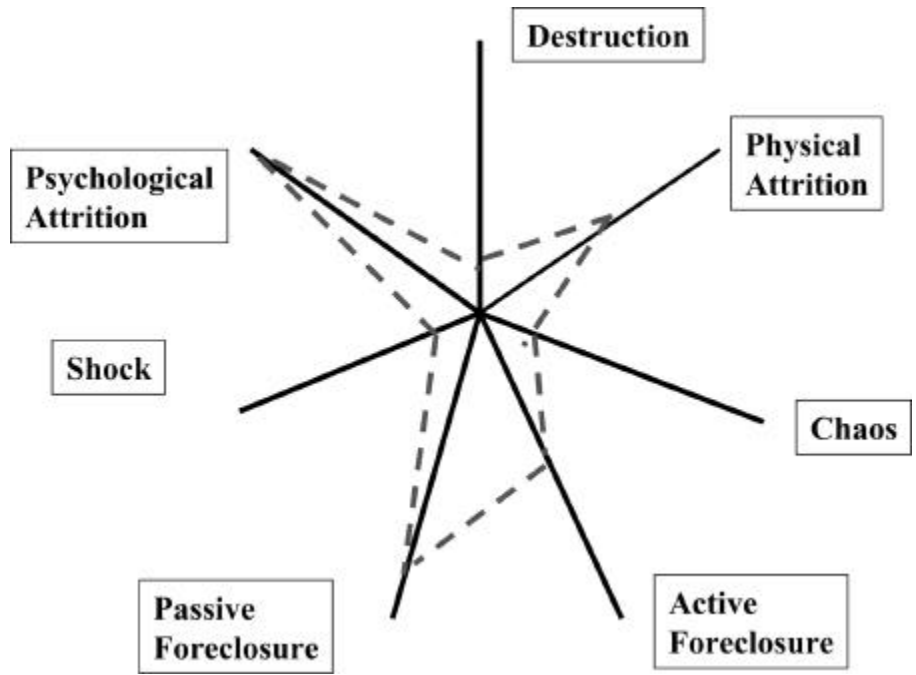 Destruction
Physical
Attrition
Psychological
Attrition
Shock
Chaos
Passive
Foreclosure
Active
Foreclosure